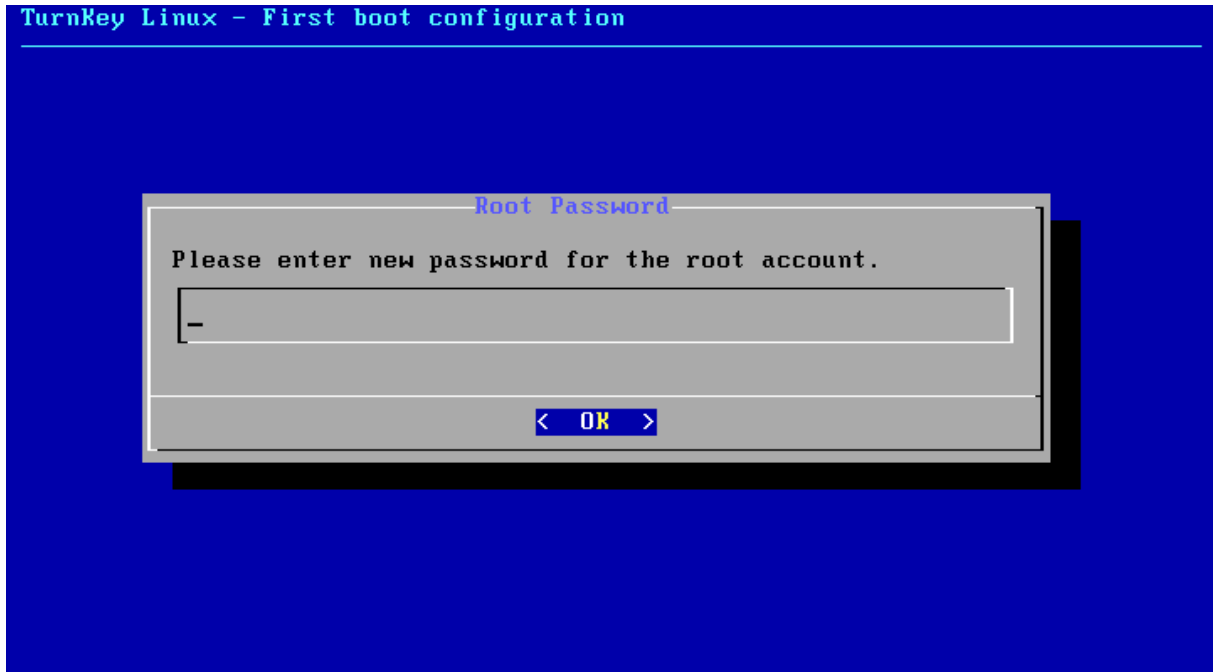 TurnKey Linux - First boot configuration
Root Password
Please enter new password for the root account.
< OK >